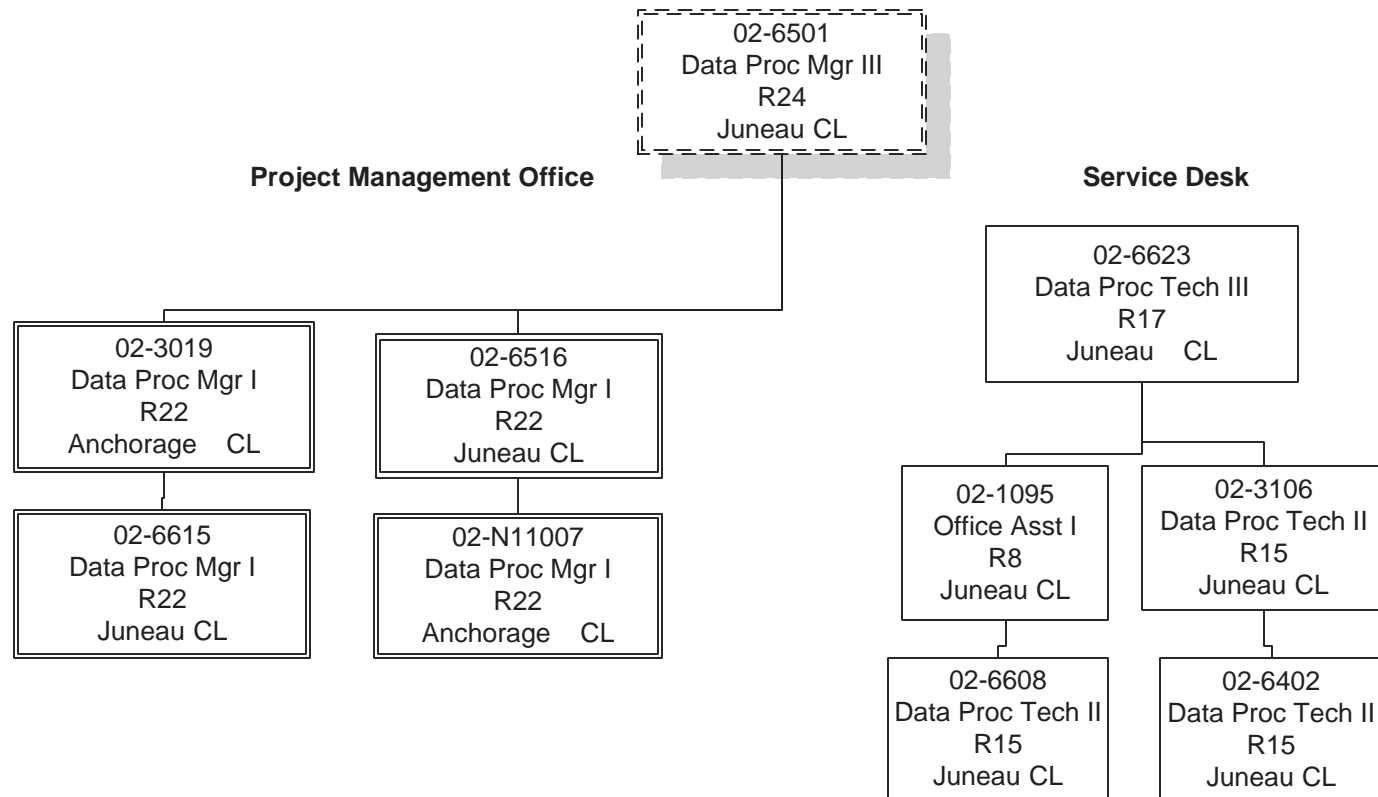 02-6501
Data Proc Mgr III
R24
Juneau CL
Project Management Office
Service Desk
02-6623
Data Proc Tech III
R17
Juneau CL
02-3019
Data Proc Mgr I
R22
Anchorage CL
02-6516
Data Proc Mgr I
R22
Juneau CL
02-1095
Office Asst I
R8
Juneau CL
02-3106
Data Proc Tech II
R15
Juneau CL
02-6615
Data Proc Mgr I
R22
Juneau CL
02-N11007
Data Proc Mgr I
R22
Anchorage CL
02-6608
Data Proc Tech II
R15
Juneau CL
02-6402
Data Proc Tech II
R15
Juneau CL